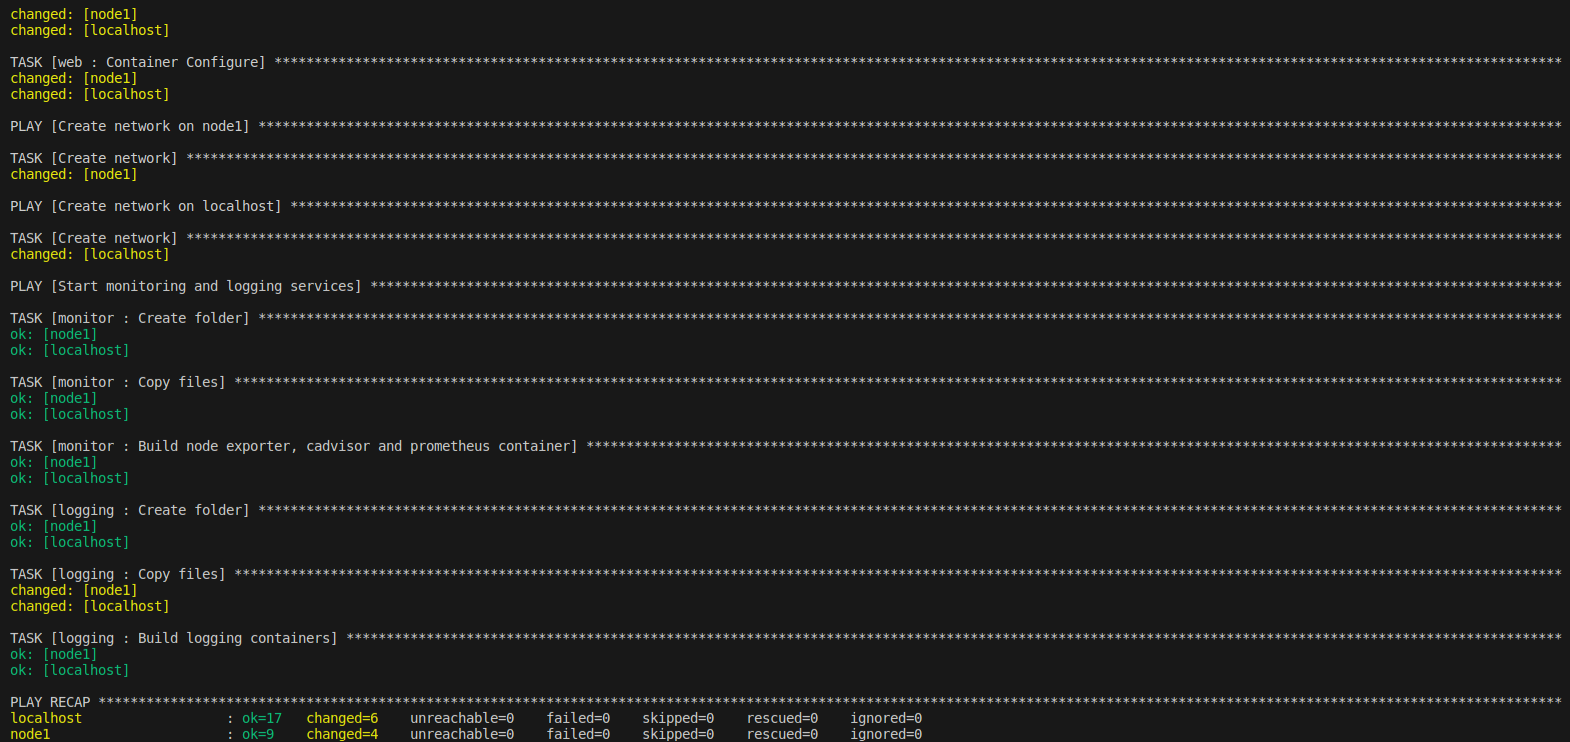 changed: [node1]
changed: [localhost]
TASK [web : Container Configure] *****************************************************************************************************************************************************************
changed: [node1]
changed: [localhost]
PLAY [Create network on node1] *******************************************************************************************************************************************************************
TASK [Create network] ****************************************************************************************************************************************************************************
changed: [node1]
PLAY [Create network on localhost] ***************************************************************************************************************************************************************
TASK [Create network] ****************************************************************************************************************************************************************************
changed: [localhost]
PLAY [Start monitoring and logging services] *****************************************************************************************************************************************************
TASK [monitor : Create folder] *******************************************************************************************************************************************************************
ok: [node1]
ok: [localhost]
TASK [monitor : Copy files] **********************************************************************************************************************************************************************
ok: [node1]
ok: [localhost]
TASK [monitor : Build node exporter, cadvisor and prometheus container] **************************************************************************************************************************
ok: [node1]
ok: [localhost]
TASK [logging : Create folder] *******************************************************************************************************************************************************************
ok: [node1]
ok: [localhost]
TASK [logging : Copy files] **********************************************************************************************************************************************************************
changed: [node1]
changed: [localhost]
TASK [logging : Build logging containers] ********************************************************************************************************************************************************
ok: [node1]
ok: [localhost]
PLAY RECAP ***************************************************************************************************************************************************************************************
localhost                  : ok=17   changed=6    unreachable=0    failed=0    skipped=0    rescued=0    ignored=0
node1                      : ok=9    changed=4    unreachable=0    failed=0    skipped=0    rescued=0    ignored=0